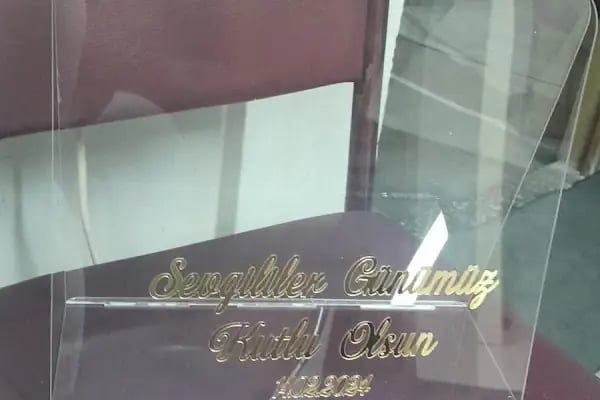 Sevgililer Günümüz
Kutlu Olsun
14.02.2024